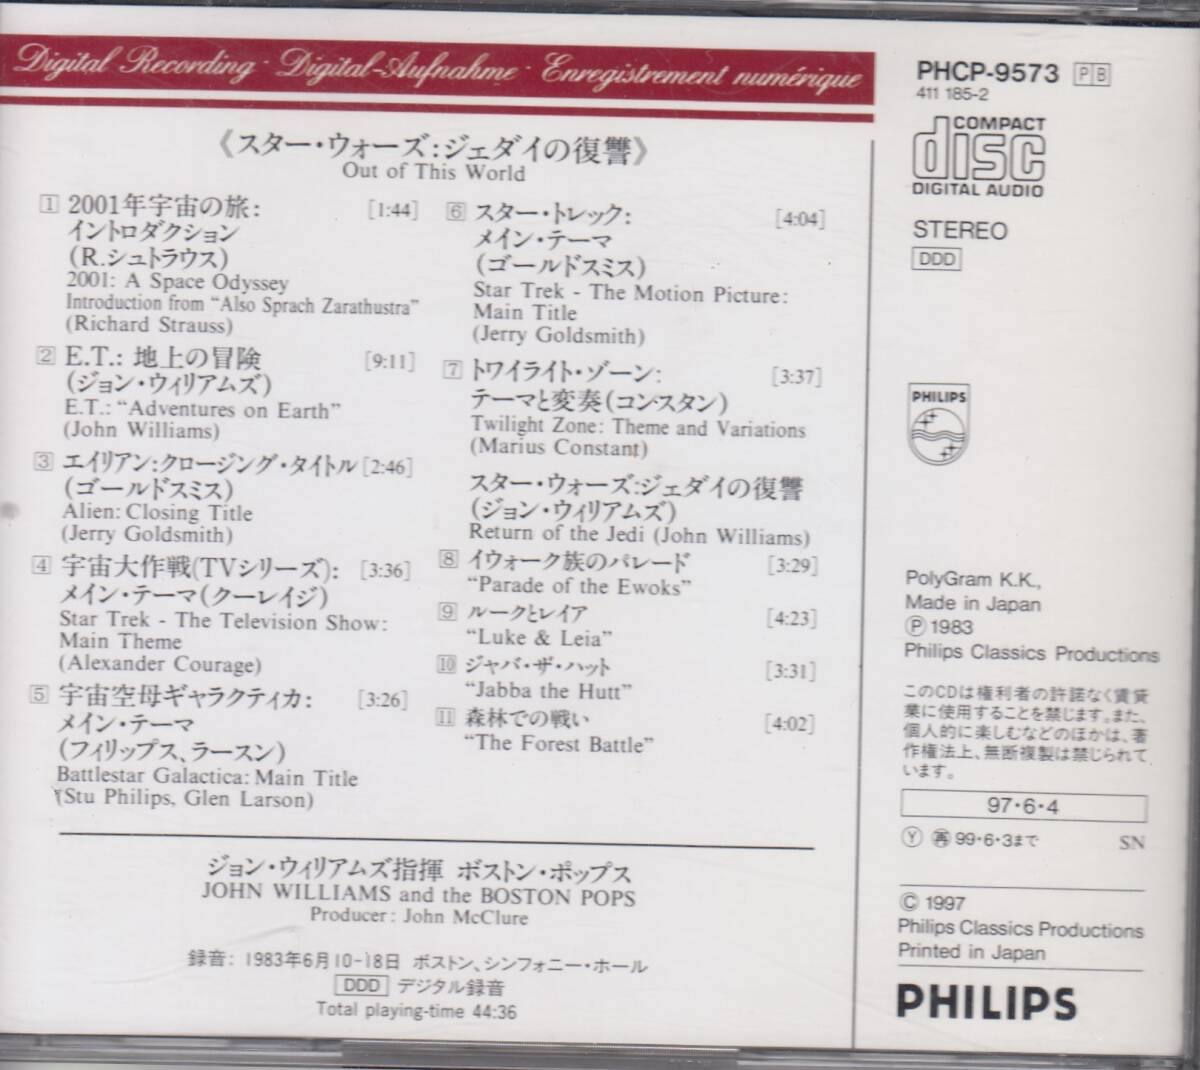 Digital Recording · Digital-Aufnahme · Enregistrement numérique
《スター・ウォーズ:ジェダイの復讐》
Out of This World
1 2001年宇宙の旅: [1:44]
イントロダクション
(R.シュトラウス)
2001: A Space Odyssey
Introduction from “Also Sprach Zarathustra”
(Richard Strauss)
2 E.T.: 地上の冒険 [9:11]
(ジョン・ウィリアムズ)
E.T.: “Adventures on Earth”
(John Williams)
3 エイリアン:クロージング・タイトル [2:46]
(ゴールドスミス)
Alien: Closing Title
(Jerry Goldsmith)
4 宇宙大作戦(TVシリーズ): [3:36]
メイン・テーマ(クーレイジ)
Star Trek - The Television Show:
Main Theme
(Alexander Courage)
5 宇宙空母ギャラクティカ: [3:26]
メイン・テーマ
(フィリップス、ラースン)
Battlestar Galactica: Main Title
(Stu Philips, Glen Larson)
6 スター・トレック: [4:04]
メイン・テーマ
(ゴールドスミス)
Star Trek - The Motion Picture:
Main Title
(Jerry Goldsmith)
7 トワイライト・ゾーン: [3:37]
テーマと変奏(コンスタン)
Twilight Zone: Theme and Variations
(Marius Constant)
スター・ウォーズ:ジェダイの復讐
(ジョン・ウィリアムズ)
Return of the Jedi (John Williams)
8 イウォーク族のパレード [3:29]
“Parade of the Ewoks”
9 ルークとレイア [4:23]
“Luke & Leia”
10 ジャバ・ザ・ハット [3:31]
“Jabba the Hutt”
11 森林での戦い [4:02]
“The Forest Battle”
ジョン・ウィリアムズ指揮 ボストン・ポップス
JOHN WILLIAMS and the BOSTON POPS
Producer: John McClure
録音: 1983年6月10-18日 ボストン、シンフォニー・ホール
DDD デジタル録音
Total playing-time 44:36
PHCP-9573 PB
411 185-2
COMPACT
disc
DIGITAL AUDIO
STEREO
DDD
PHILIPS
PolyGram K.K.,
Made in Japan
Ⓟ 1983
Philips Classics Productions
このCDは権利者の許諾なく賃貸
業に使用することを禁じます。また、
個人的に楽しむなどのほかは、著
作権法上、無断複製は禁じられて
います。
97・6・4
Ⓨ 再 99・6・3まで SN
© 1997
Philips Classics Productions
Printed in Japan
PHILIPS